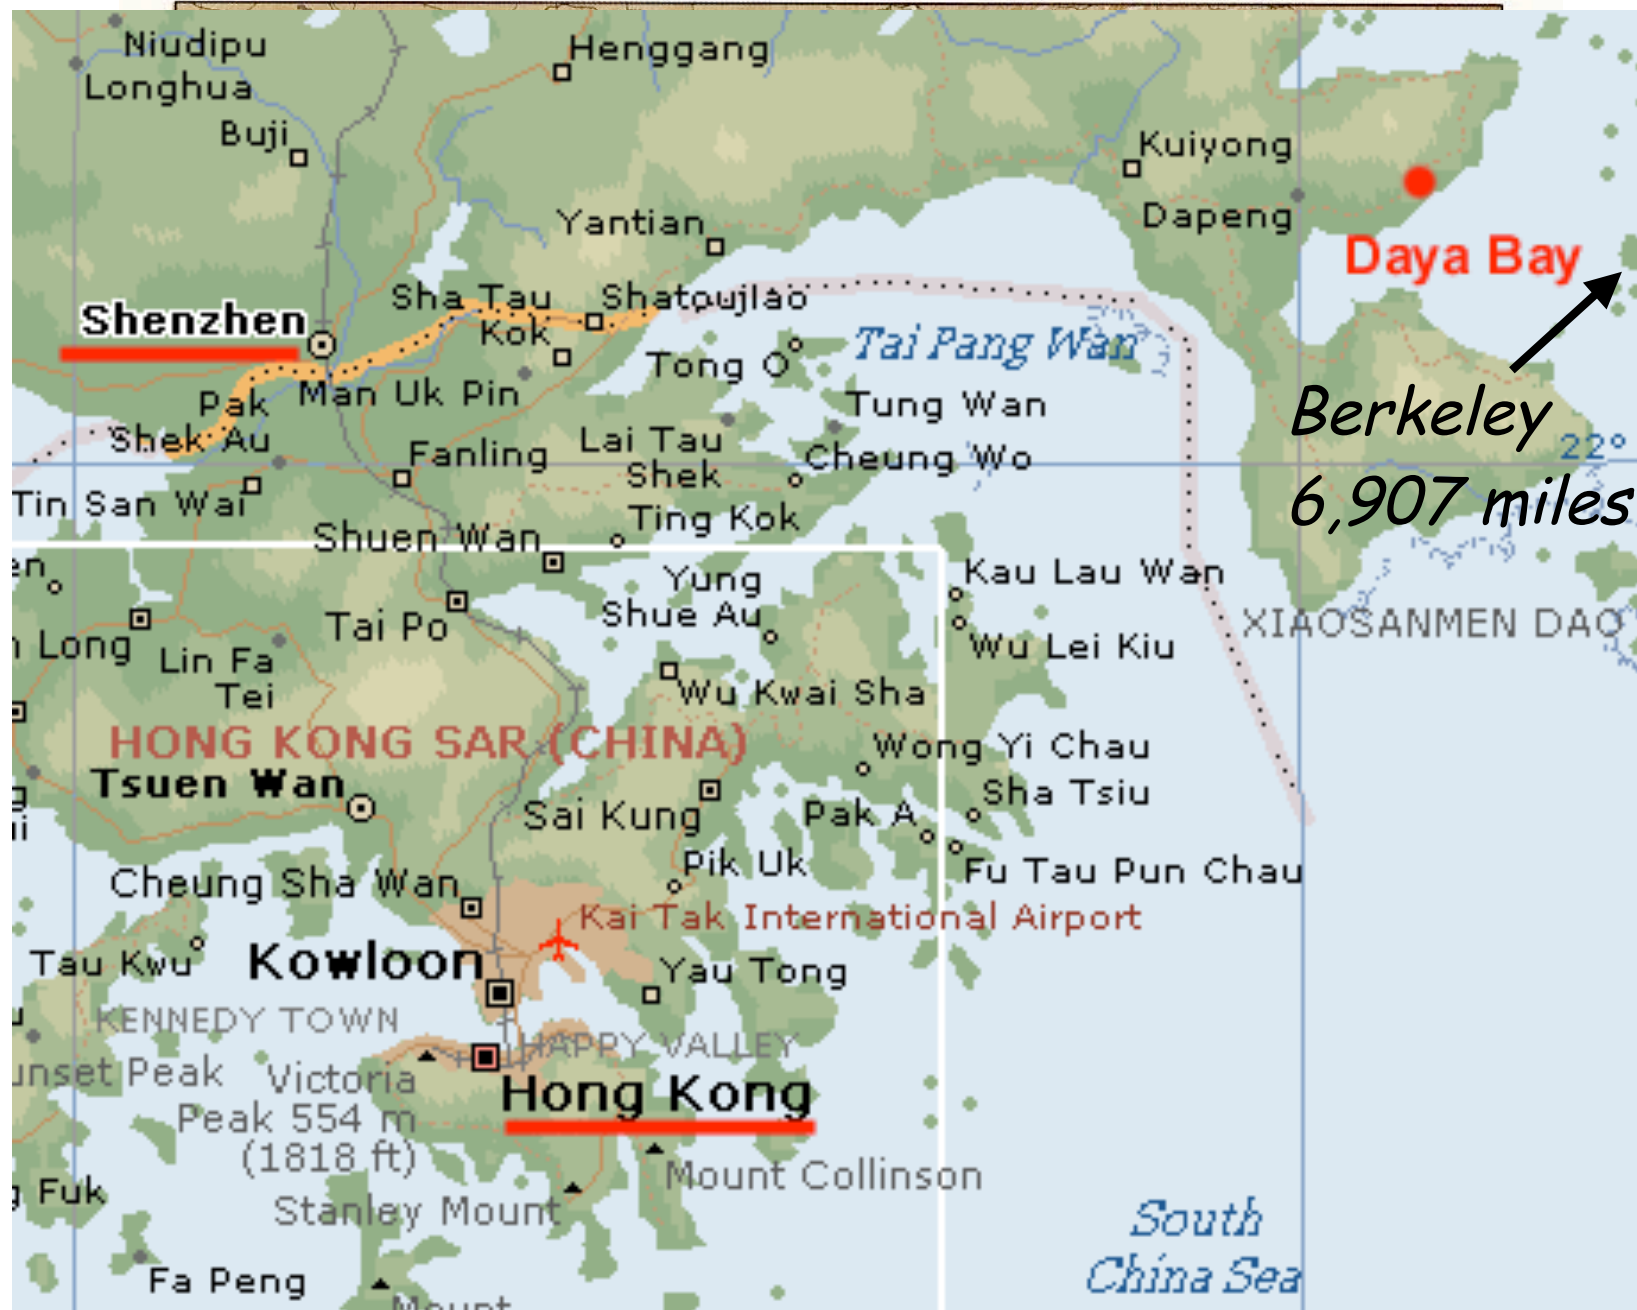 Niudipu
Henggang
Longhua
Buji
Kuiyong
Yantian
Dapeng
Daya Bay
Sha Tau
Kok
Shatoujiao
Shenzhen
Tai Pang Wan
Tong O
Man Uk Pin
Pak
Shek Au
Tung Wan
Berkeley
6,907 miles
Lai Tau
Shek
Fanling
Cheung Wo
22°
Tin San Wai
Ting Kok
Shuen Wan
en
Yung
Shue Au
Kau Lau Wan
XIAOSANMEN DAO
Tai Po
Long
Lin Fa
Tei
Wu Lei Kiu
Wu Kwai Sha
HONG KONG SAR (CHINA)
Wong Yi Chau
Tsuen Wan
Sha Tsiu
Sai Kung
Pak A
Pik Uk
Fu Tau Pun Chau
Cheung Sha Wan
Kai Tak International Airport
Tau Kwu
Kowloon
Yau Tong
KENNEDY TOWN
HAPPY VALLEY
unset Peak
Victoria
Peak 554 m
(1818 ft)
Hong Kong
Mount Collinson
Fuk
Stanley Mount
South
China Sea
Fa Peng
Mount